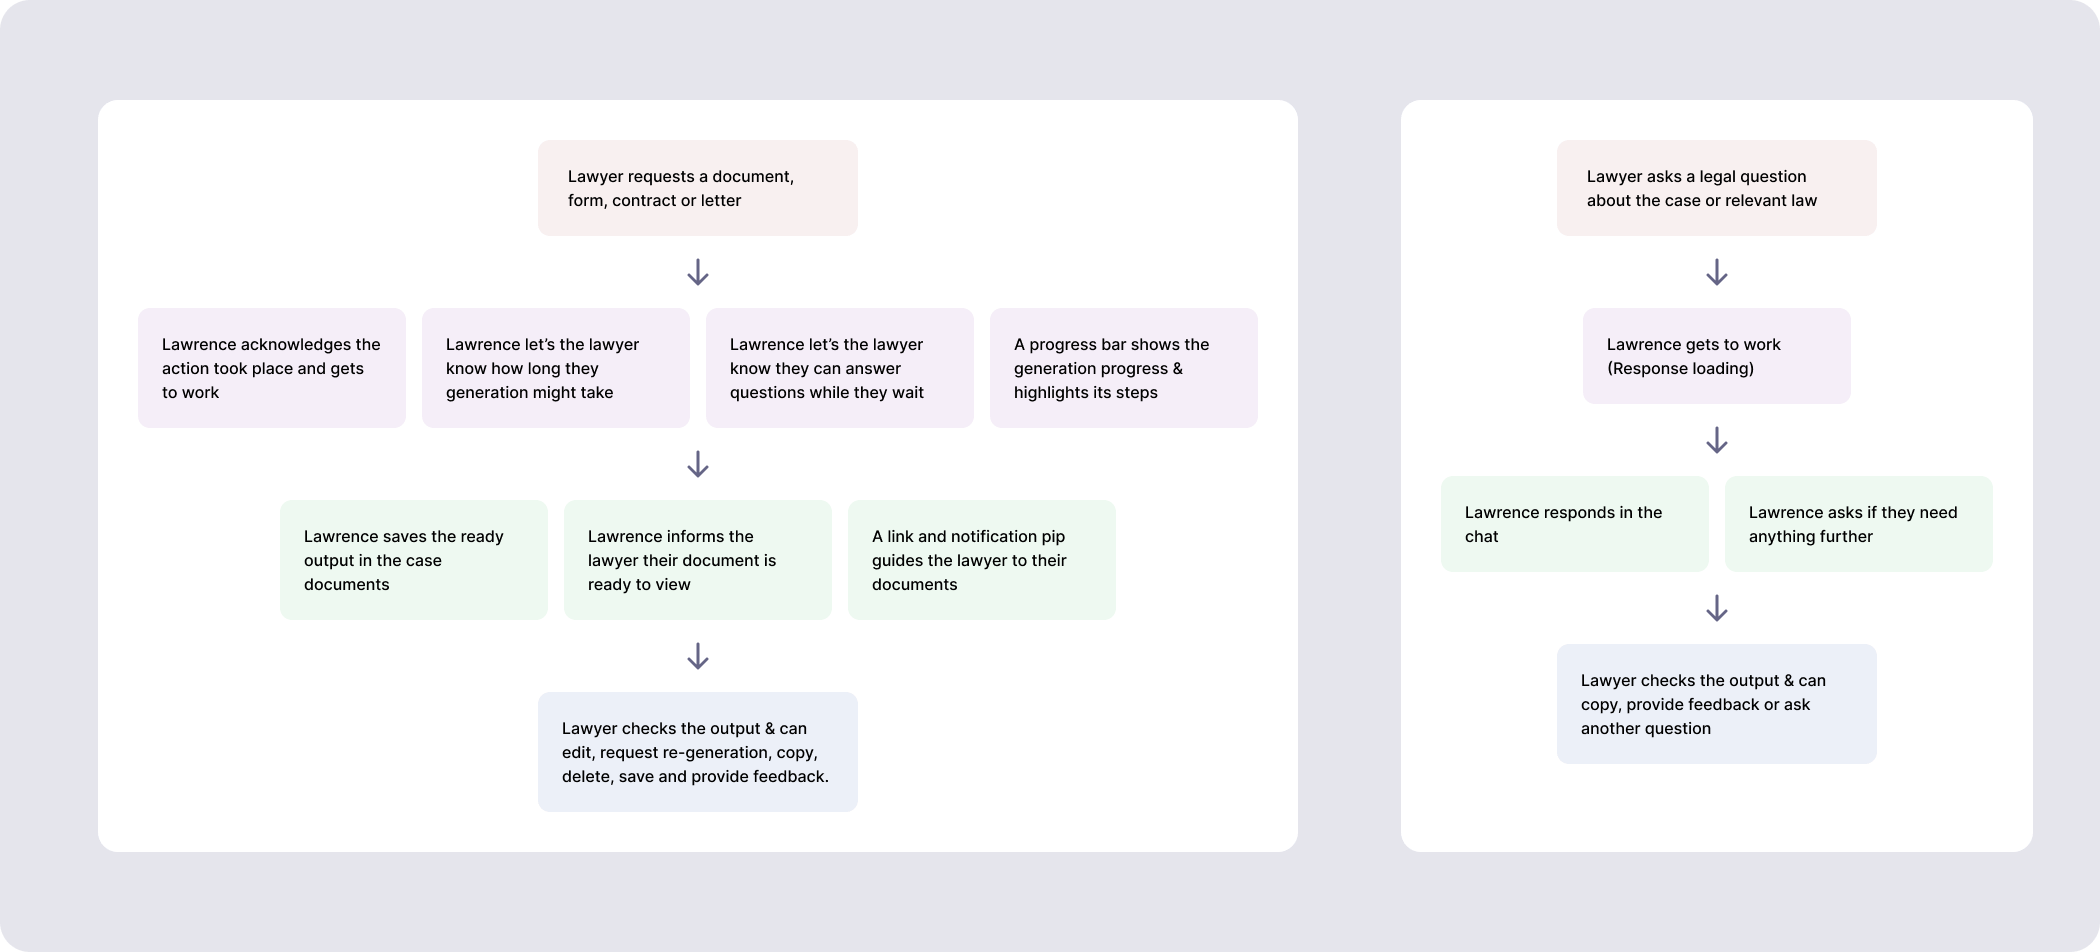 Lawyer requests a document,
form, contract or letter
Lawrence acknowledges the
action took place and gets
to work
Lawrence let’s the lawyer
know how long they
generation might take
Lawrence let’s the lawyer
know they can answer
questions while they wait
A progress bar shows the
generation progress &
highlights its steps
Lawrence saves the ready
output in the case
documents
Lawrence informs the
lawyer their document is
ready to view
A link and notification pip
guides the lawyer to their
documents
Lawyer checks the output & can
edit, request re-generation, copy,
delete, save and provide feedback.
Lawyer asks a legal question
about the case or relevant law
Lawrence gets to work
(Response loading)
Lawrence responds in the
chat
Lawrence asks if they need
anything further
Lawyer checks the output & can
copy, provide feedback or ask
another question